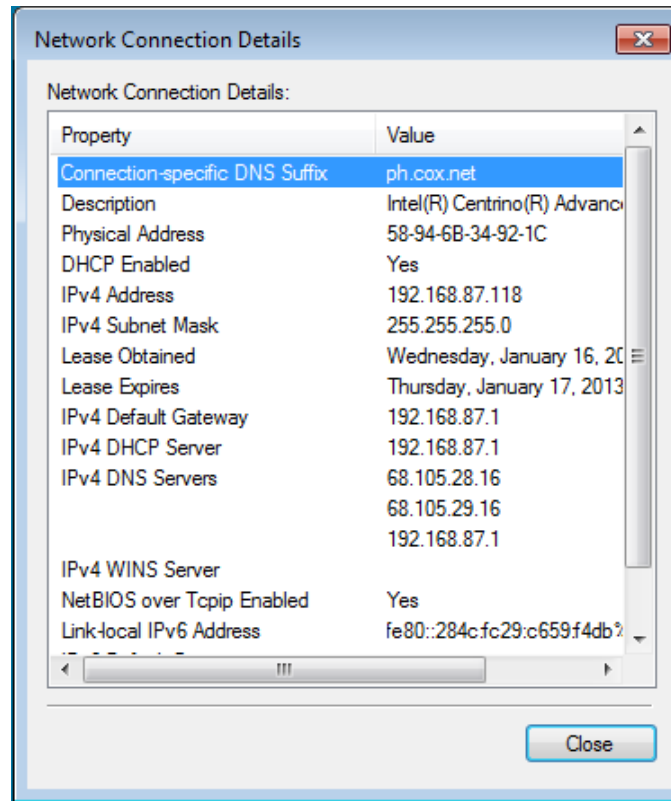 Network Connection Details
Network Connection Details:
Property Value
Connection-specific DNS Suffix ph.cox.net
Description Intel(R) Centrino(R) Advanc
Physical Address 58-94-6B-34-92-1C
DHCP Enabled Yes
IPv4 Address 192.168.87.118
IPv4 Subnet Mask 255.255.255.0
Lease Obtained Wednesday, January 16, 20
Lease Expires Thursday, January 17, 2013
IPv4 Default Gateway 192.168.87.1
IPv4 DHCP Server 192.168.87.1
IPv4 DNS Servers 68.105.28.16
68.105.29.16
192.168.87.1
IPv4 WINS Server
NetBIOS over Tcpip Enabled Yes
Link-local IPv6 Address fe80::284c:fc29:c659:f4db%
Close